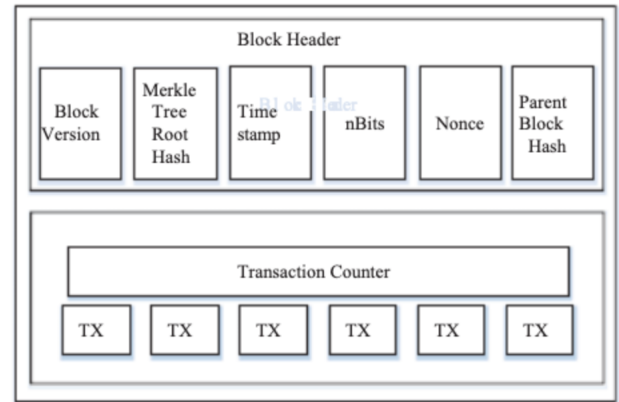 Block Header
Block
Version
Merkle
Tree
Root
Hash
Time
stamp
nBits
Nonce
Parent
Block
Hash
Transaction Counter
TX
TX
TX
TX
TX
TX